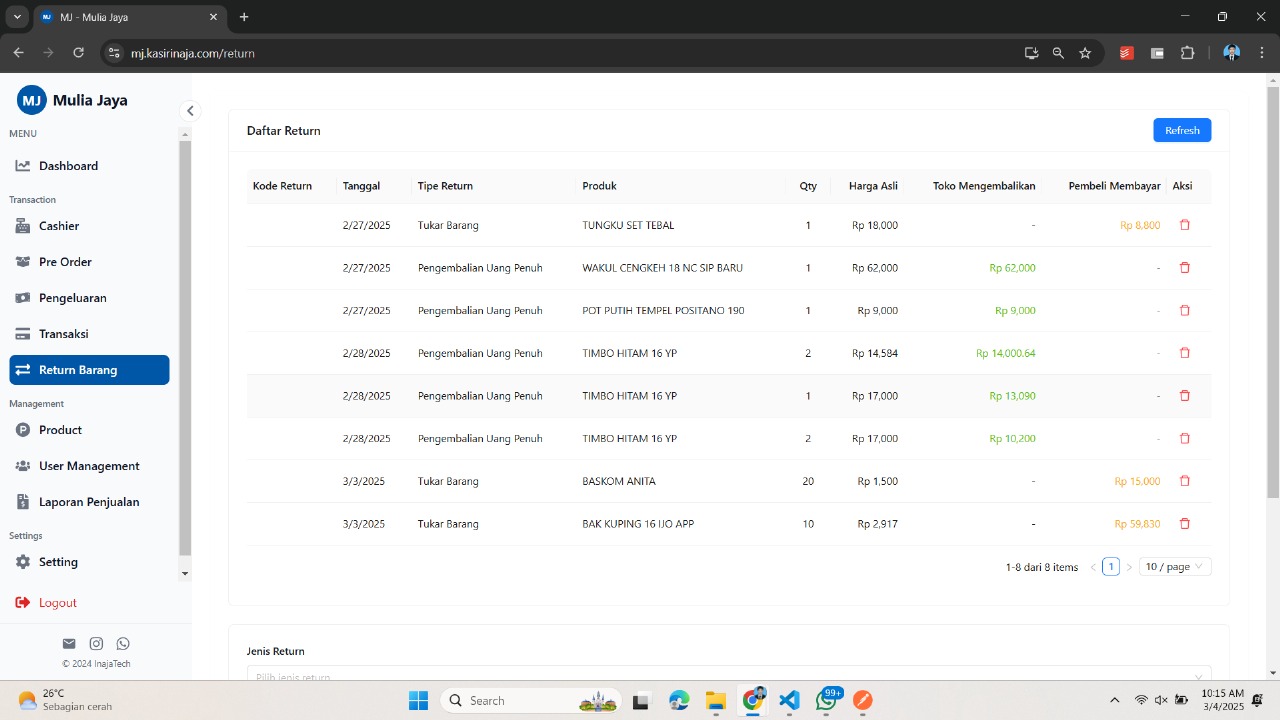 MJ - Mulia Jaya
mj.kasirinaja.com/return
MJ Mulia Jaya
MENU
Dashboard
Transaction
Cashier
Pre Order
Pengeluaran
Transaksi
Return Barang
Management
Product
User Management
Laporan Penjualan
Settings
Setting
Logout
© 2024 InajaTech
Daftar Return
Refresh
Kode Return Tanggal Tipe Return Produk Qty Harga Asli Toko Mengembalikan Pembeli Membayar Aksi
2/27/2025 Tukar Barang TUNGKU SET TEBAL 1 Rp 18,000 - Rp 8,800
2/27/2025 Pengembalian Uang Penuh WAKUL CENGKEH 18 NC SIP BARU 1 Rp 62,000 Rp 62,000 -
2/27/2025 Pengembalian Uang Penuh POT PUTIH TEMPEL POSITANO 190 1 Rp 9,000 Rp 9,000 -
2/28/2025 Pengembalian Uang Penuh TIMBO HITAM 16 YP 2 Rp 14,584 Rp 14,000.64 -
2/28/2025 Pengembalian Uang Penuh TIMBO HITAM 16 YP 1 Rp 17,000 Rp 13,090 -
2/28/2025 Pengembalian Uang Penuh TIMBO HITAM 16 YP 2 Rp 17,000 Rp 10,200 -
3/3/2025 Tukar Barang BASKOM ANITA 20 Rp 1,500 - Rp 15,000
3/3/2025 Tukar Barang BAK KUPING 16 IJO APP 10 Rp 2,917 - Rp 59,830
1-8 dari 8 items 1 10 / page
Jenis Return
Pilih jenis return
26°C
Sebagian cerah
Search
99+
10:15 AM
3/4/2025